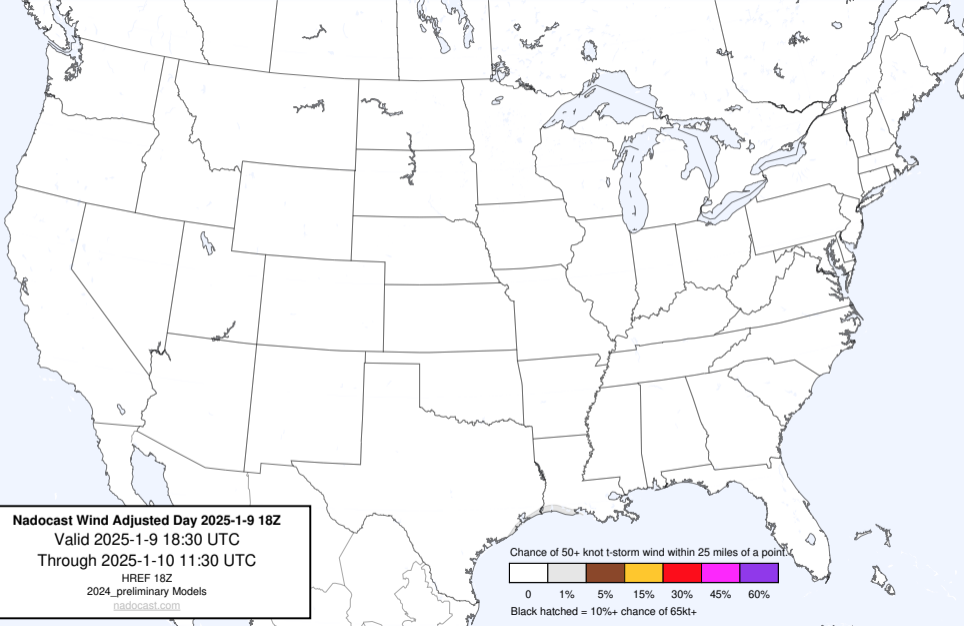 Nadocast Wind Adjusted Day 2025-1-9 18Z
Valid 2025-1-9 18:30 UTC
Through 2025-1-10 11:30 UTC
HREF 18Z
2024_preliminary Models
nadocast.com
Chance of 50+ knot t-storm wind within 25 miles of a point.
0 1% 5% 15% 30% 45% 60%
Black hatched = 10%+ chance of 65kt+